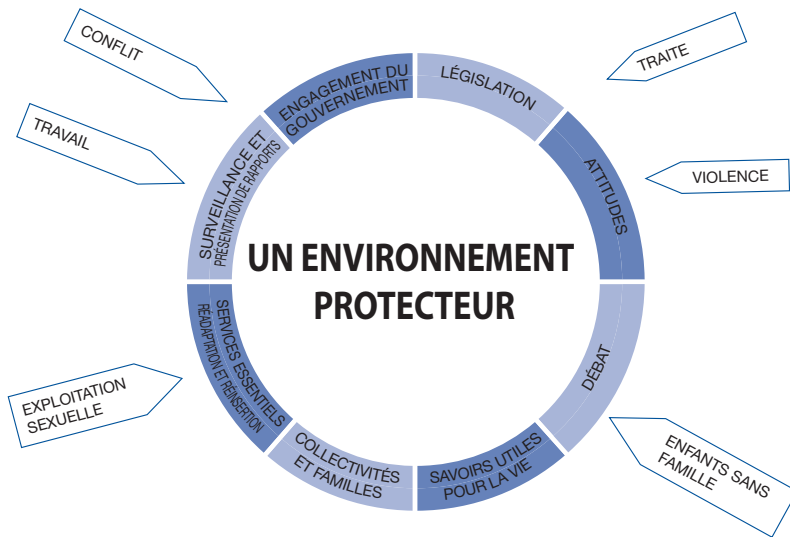 CONFLIT
TRAVAIL
EXPLOITATION
SEXUELLE
TRAITE
VIOLENCE
ENFANTS SANS
FAMILLE
ENGAGEMENT DU
GOUVERNEMENT
LÉGISLATION
ATTITUDES
DÉBAT
SAVOIRS UTILES
POUR LA VIE
COLLECTIVITÉS
ET FAMILLES
SERVICES ESSENTIELS
RÉADAPTATION ET RÉINSERTION
SURVEILLANCE ET
PRÉSENTATION DE RAPPORTS
UN ENVIRONNEMENT
PROTECTEUR